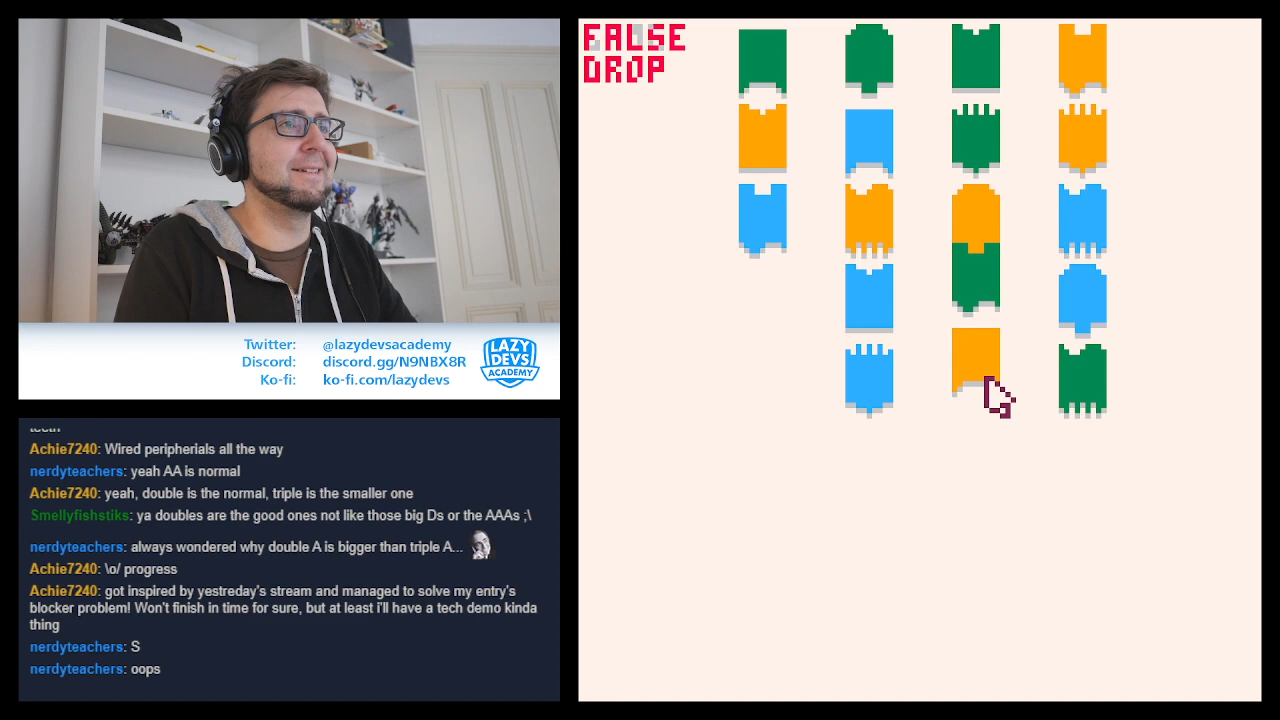 FALSE
DROP
Twitter: @lazydevsacademy
Discord: discord.gg/N9NBX8R
Ko-fi: ko-fi.com/lazydevs
LAZY
DEVS
ACADEMY
teeth
Achie7240: Wired peripherials all the way
nerdyteachers: yeah AA is normal
Achie7240: yeah, double is the normal, triple is the smaller one
Smellyfishstiks: ya doubles are the good ones not like those big Ds or the AAAs ;\
nerdyteachers: always wondered why double A is bigger than triple A...
Achie7240: \o/ progress
Achie7240: got inspired by yestreday's stream and managed to solve my entry's
blocker problem! Won't finish in time for sure, but at least i'll have a tech demo kinda
thing
nerdyteachers: S
nerdyteachers: oops